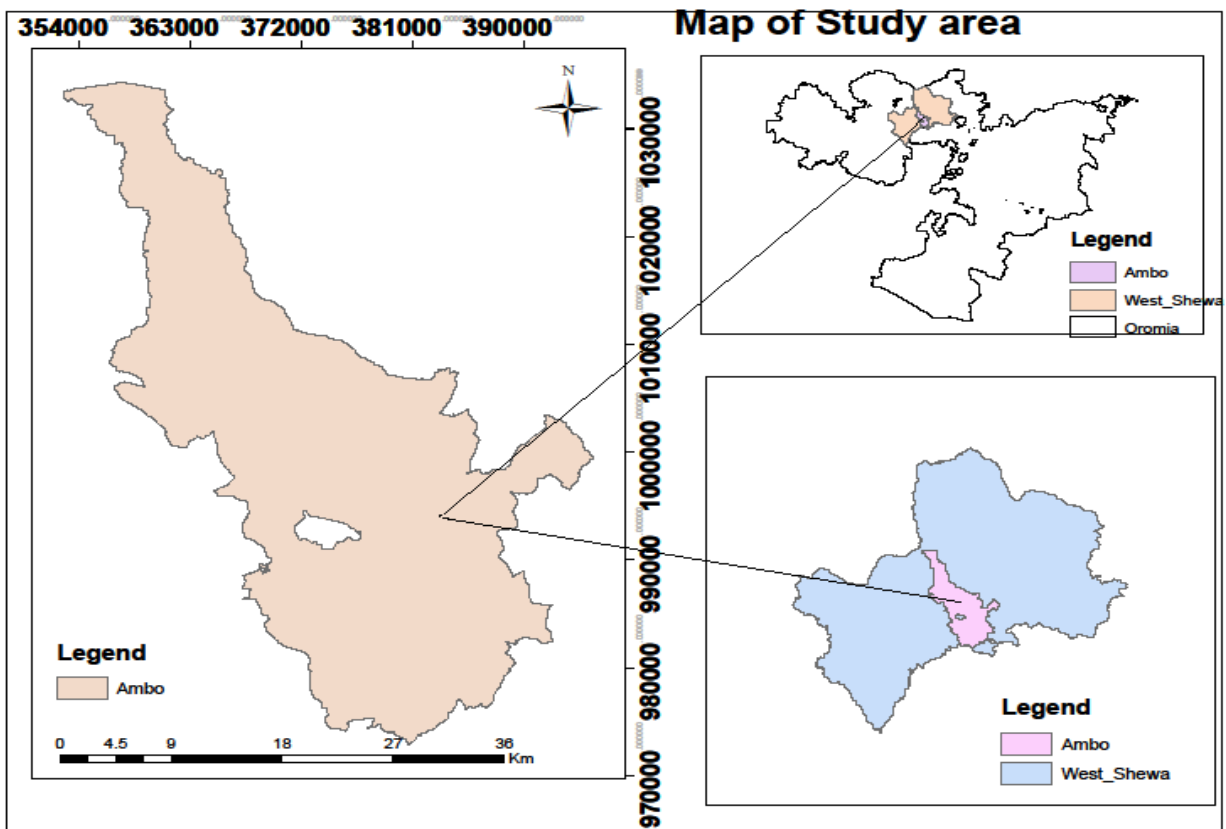 Map of Study area
354000 363000 372000 381000 390000
N
1030000
1020000
1010000
1000000
990000
980000
970000
Legend
Ambo
0 4.5 9 18 27 36
Km
Legend
Ambo
West_Shewa
Oromia
Legend
Ambo
West_Shewa